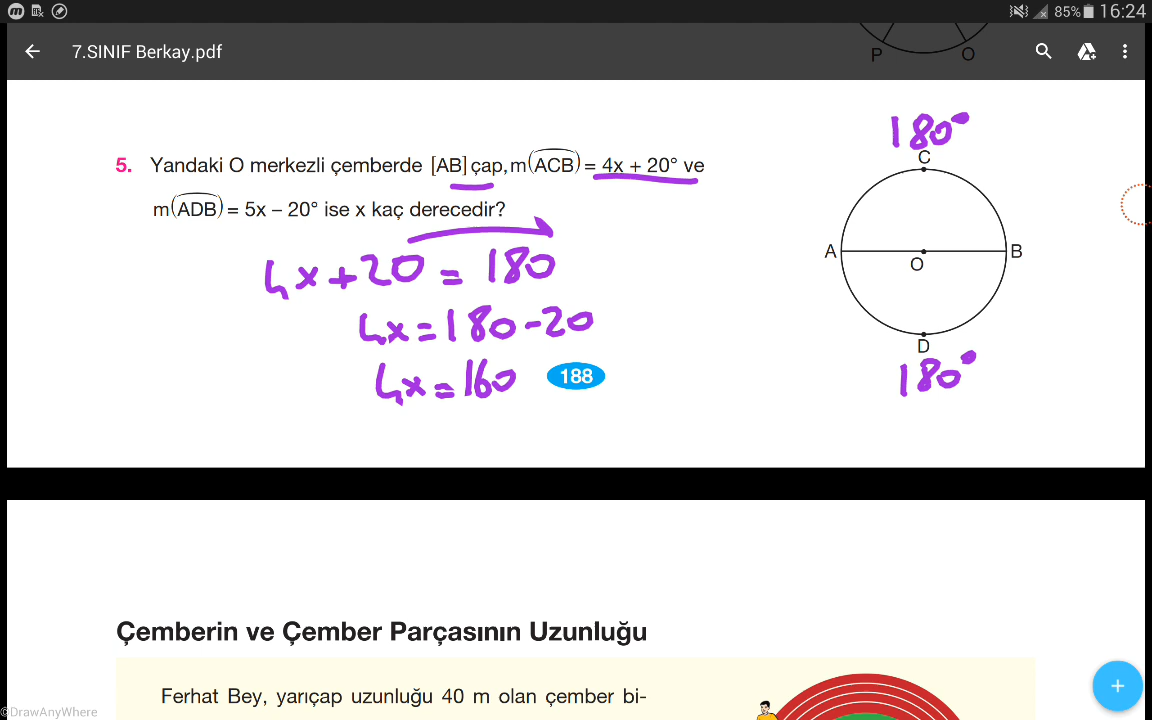 85% 16:24
7.SINIF Berkay.pdf
P O
180°
C
5. Yandaki O merkezli çemberde [AB] çap, m(ACB) = 4x + 20° ve
m(ADB) = 5x – 20° ise x kaç derecedir?
A O B
4x + 20 = 180
4x = 180 - 20
D
4x = 160
188
180°
Çemberin ve Çember Parçasının Uzunluğu
Ferhat Bey, yarıçap uzunluğu 40 m olan çember bi-
©DrawAnyWhere